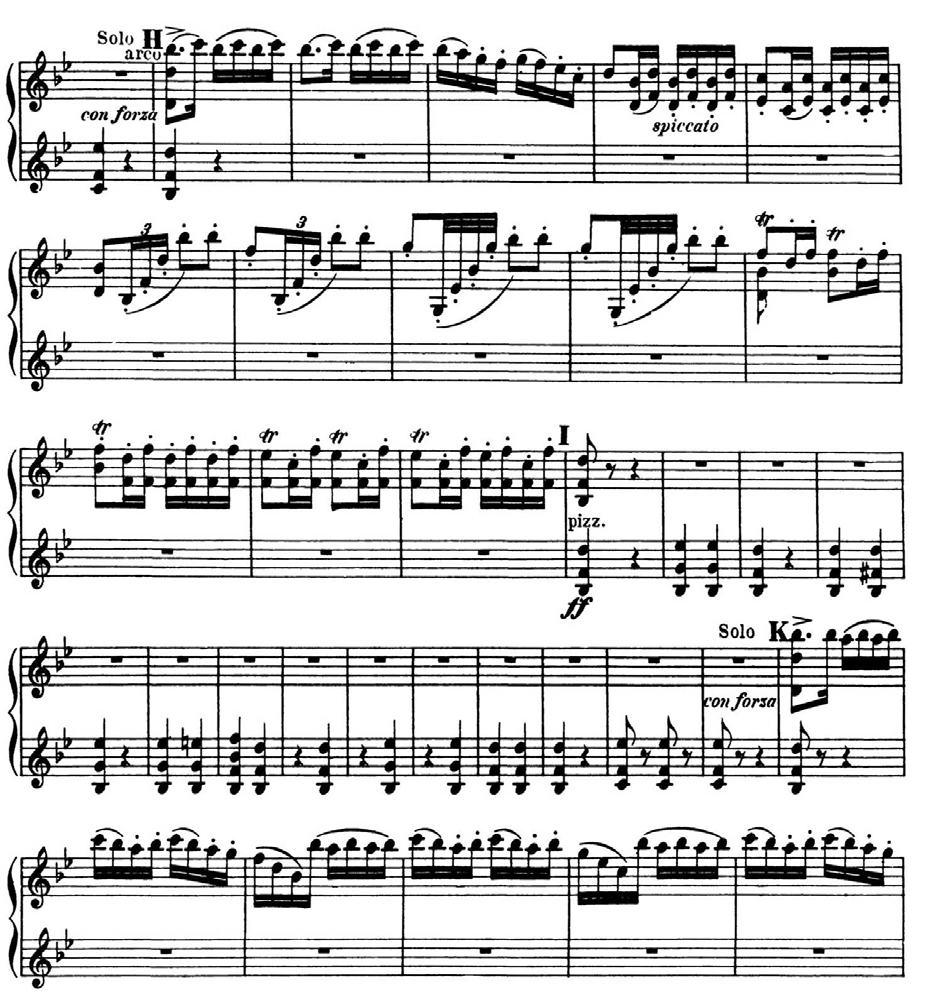 Solo H
arco
con forza
spiccato
3 3
tr tr
tr tr tr tr I
pizz.
ff
Solo K
con forza